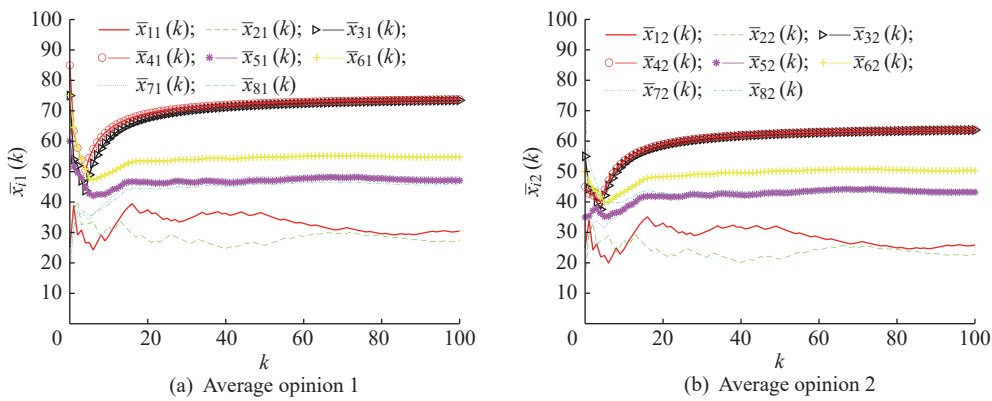 100
90
80
70
60
50
40
30
20
10
0
20
40
60
80
100
x̅i1(k)
k
x̅11(k); x̅21(k); x̅31(k);
x̅41(k); x̅51(k); x̅61(k);
x̅71(k); x̅81(k)
(a) Average opinion 1
100
90
80
70
60
50
40
30
20
10
0
20
40
60
80
100
x̅i2(k)
k
x̅12(k); x̅22(k); x̅32(k);
x̅42(k); x̅52(k); x̅62(k);
x̅72(k); x̅82(k)
(b) Average opinion 2